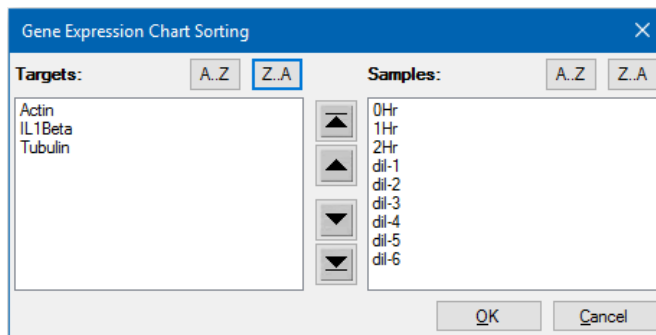 Gene Expression Chart Sorting
Targets: A..Z Z..A Samples: A..Z Z..A
Actin
IL1Beta
Tubulin
0Hr
1Hr
2Hr
dil-1
dil-2
dil-3
dil-4
dil-5
dil-6
OK Cancel